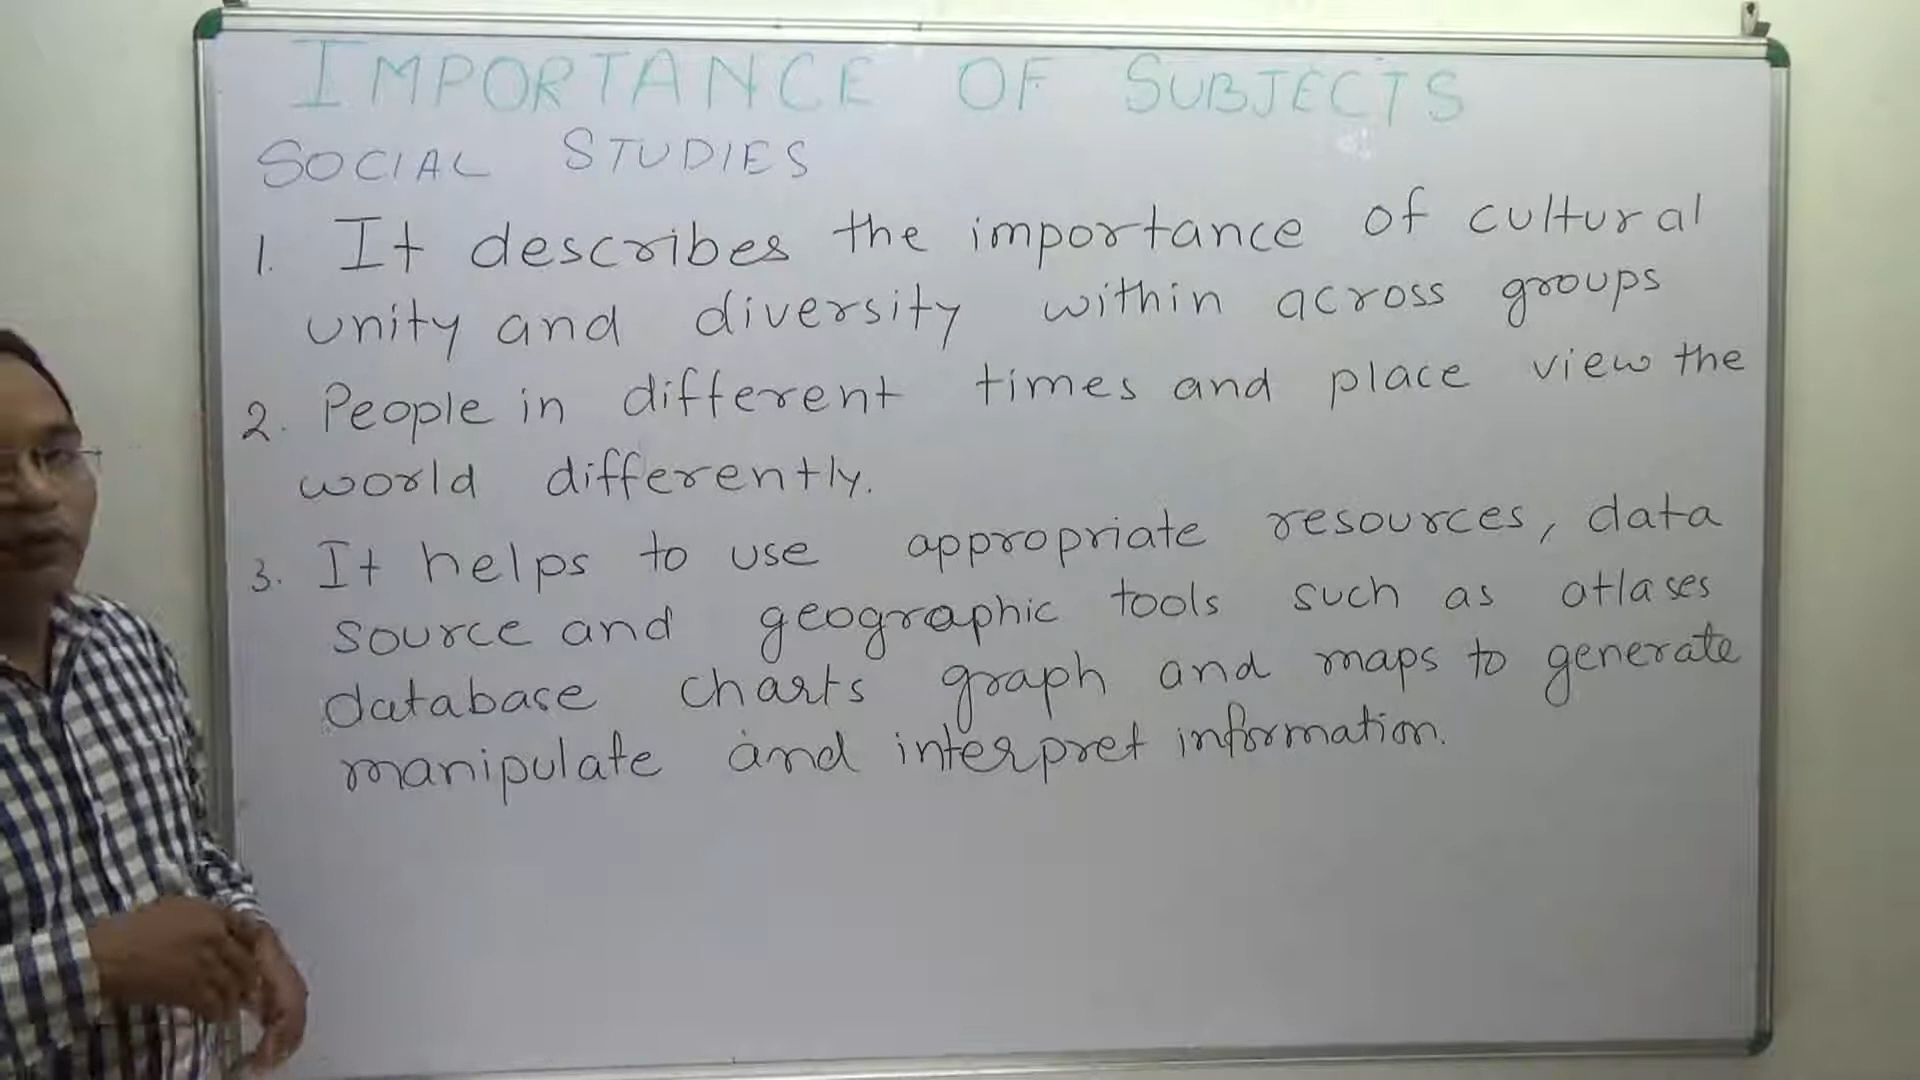 IMPORTANCE OF SUBJECTS
SOCIAL STUDIES
1. It describes the importance of cultural
unity and diversity within across groups
2. People in different times and place view the
world differently.
3. It helps to use appropriate resources, data
source and geographic tools such as atlases
database charts graph and maps to generate
manipulate and interpret information.